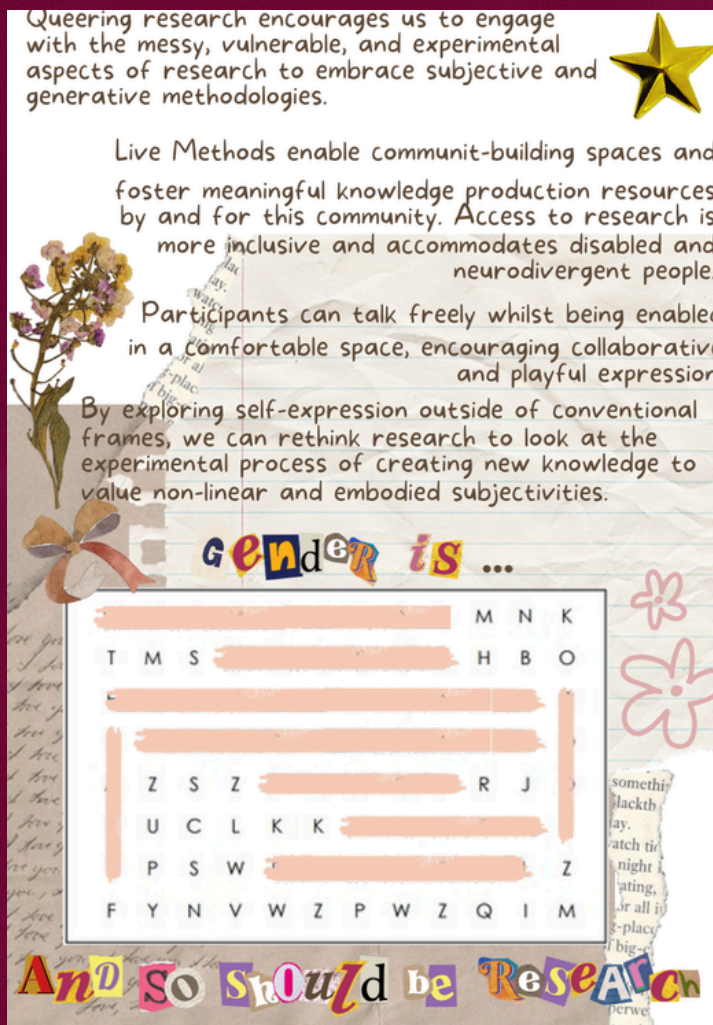 Queering research encourages us to engage
with the messy, vulnerable, and experimental
aspects of research to embrace subjective and
generative methodologies.
Live Methods enable communit-building spaces and
foster meaningful knowledge production resources
by and for this community. Access to research is
more inclusive and accommodates disabled and
neurodivergent people.
Participants can talk freely whilst being enabled
in a comfortable space, encouraging collaborative
and playful expression
By exploring self-expression outside of conventional
frames, we can rethink research to look at the
experimental process of creating new knowledge to
value non-linear and embodied subjectivities.
GENdER is ...
M N K
T M S H B O
Z S Z R J
U C L K K
P S W Z
F Y N V W Z P W Z Q I M
AnD SO ShOuld be ReSeARch